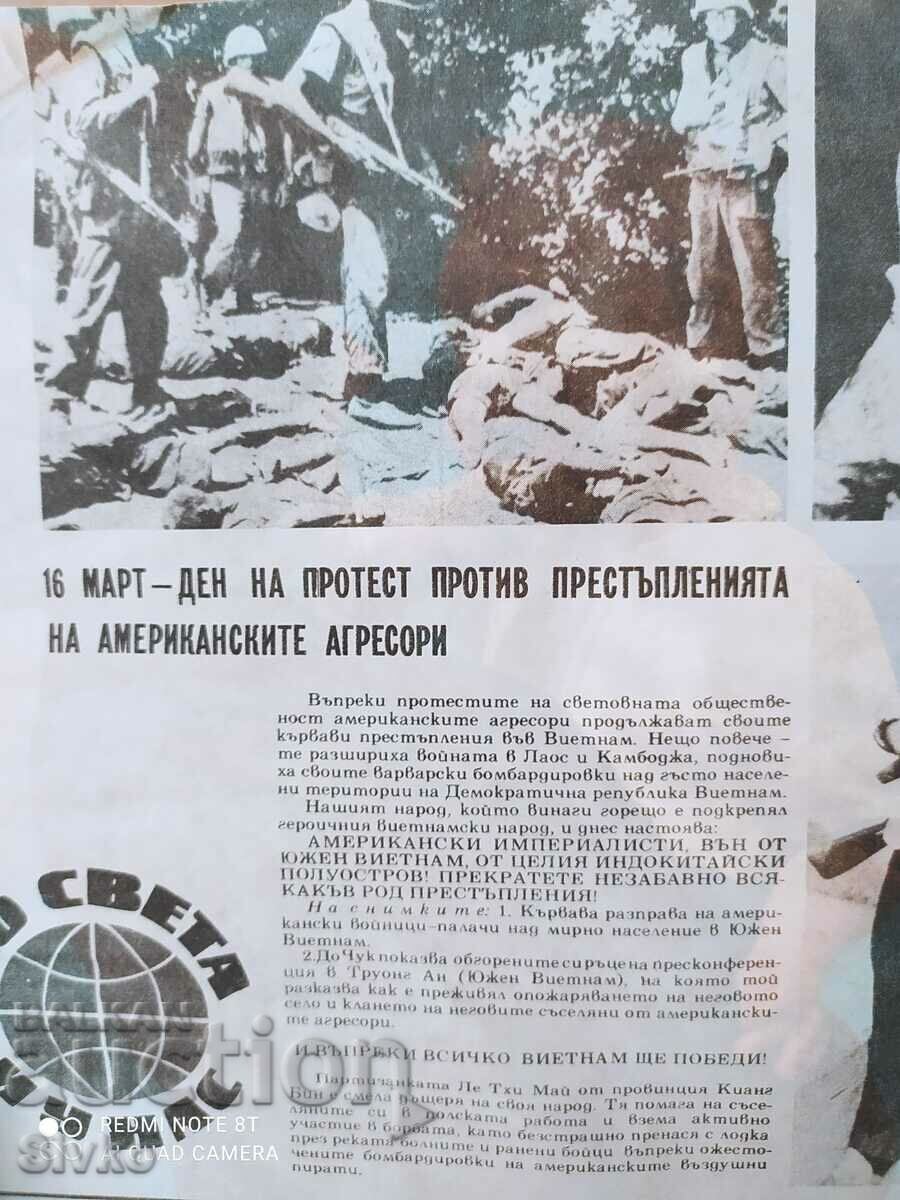 16 МАРТ – ДЕН НА ПРОТЕСТ ПРОТИВ ПРЕСТЪПЛЕНИЯТА
НА АМЕРИКАНСКИТЕ АГРЕСОРИ
Въпреки протестите на световната обществе-
ност американските агресори продължават своите
кървави престъпления във Виетнам. Нещо повече –
те разшириха войната в Лаос и Камбоджа, поднови-
ха своите варварски бомбардировки над гъсто населе-
ни територии на Демократична република Виетнам.
Нашият народ, който винаги горещо е подкрепял
героичния виетнамски народ, и днес настоява:
АМЕРИКАНСКИ ИМПЕРИАЛИСТИ, ВЪН ОТ
ЮЖЕН ВИЕТНАМ, ОТ ЦЕЛИЯ ИНДОКИТАЙСКИ
ПОЛУОСТРОВ! ПРЕКРАТЕТЕ НЕЗАБАВНО ВСЯ-
КАКЪВ РОД ПРЕСТЪПЛЕНИЯ!
На снимките: 1. Кървава разправа на амери-
кански войници-палачи над мирно население в Южен
Виетнам.
2. До Чук показва обгорените си ръце на пресконферен-
ция в Труонг Ан (Южен Виетнам), на която той
разказва как е преживял опожаряването на неговото
село и клането на неговите съселяни от американски-
те агресори.
И ВЪПРЕКИ ВСИЧКО ВИЕТНАМ ЩЕ ПОБЕДИ!
Партизанката Ле Тхи Май от провинция Кианг
Бин е смела дъщеря на своя народ. Тя помага на съсе-
ляните си в полската работа и взема активно
участие в борбата, като безстрашно пренася с лодка
през реката болните и ранени бойци въпреки ожесто-
чените бомбардировки на американските въздушни
пирати.
СВЕТА
BALKAN
auction
REDMI NOTE 8T
AI QUAD CAMERA
Sivko